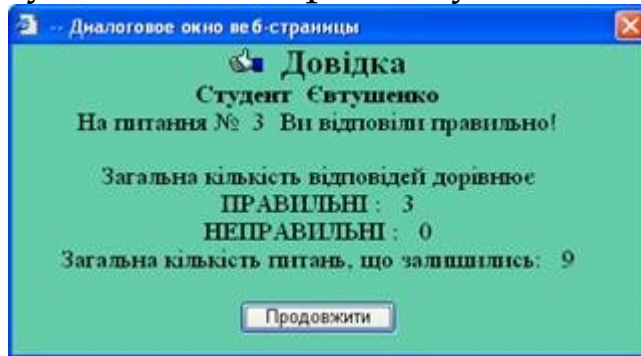 -- Диалоговое окно веб-страницы
Довідка
Студент Євтушенко
На питання № 3 Ви відповіли правильно!
Загальна кількість відповідей дорівнює
ПРАВИЛЬНІ : 3
НЕПРАВИЛЬНІ : 0
Загальна кількість питань, що залишились: 9
Продовжити